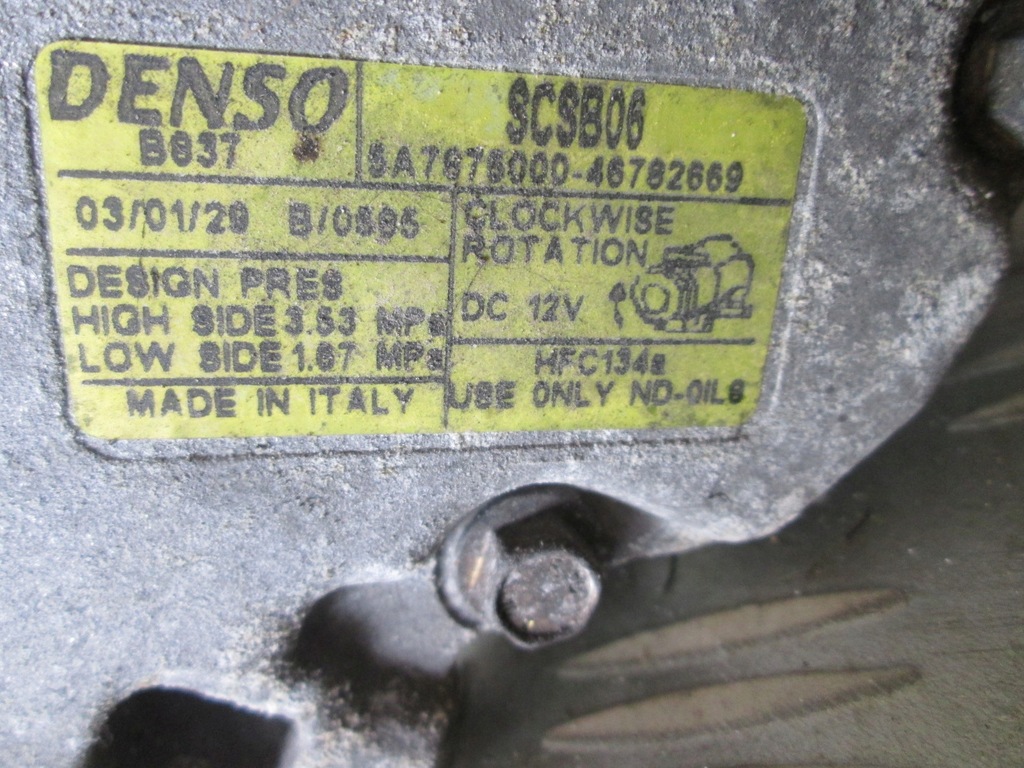 DENSO
B837
SCSB06
5A7875000-46782669
03/01/29 B/0595
CLOCKWISE
ROTATION
DC 12V
DESIGN PRES
HIGH SIDE 3.53 MPa
LOW SIDE 1.67 MPa
HFC134a
MADE IN ITALY
USE ONLY ND-OIL8